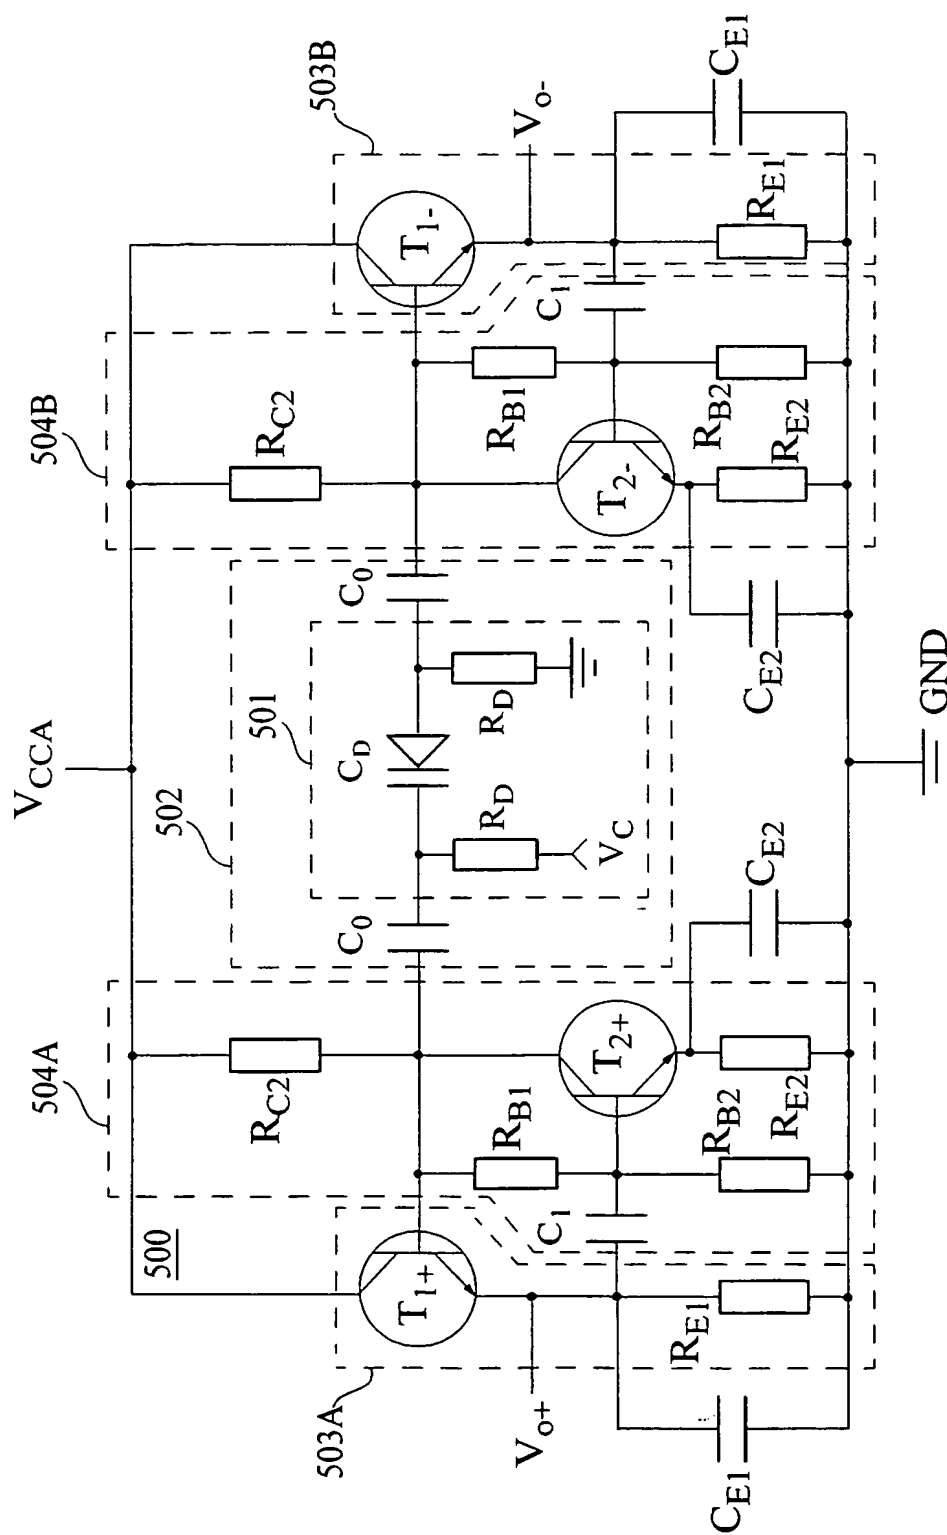 V_CCA
500
504A
502
501
504B
503B
503A
R_C2
R_C2
C_0
C_D
C_0
T_1+
T_1-
R_B1
R_D
R_D
R_B1
V_C
V_o+
V_o-
C_1
T_2+
T_2-
C_1
R_E1
R_B2
R_E2
R_B2
R_E2
R_E1
C_E1
C_E2
C_E2
C_E1
GND